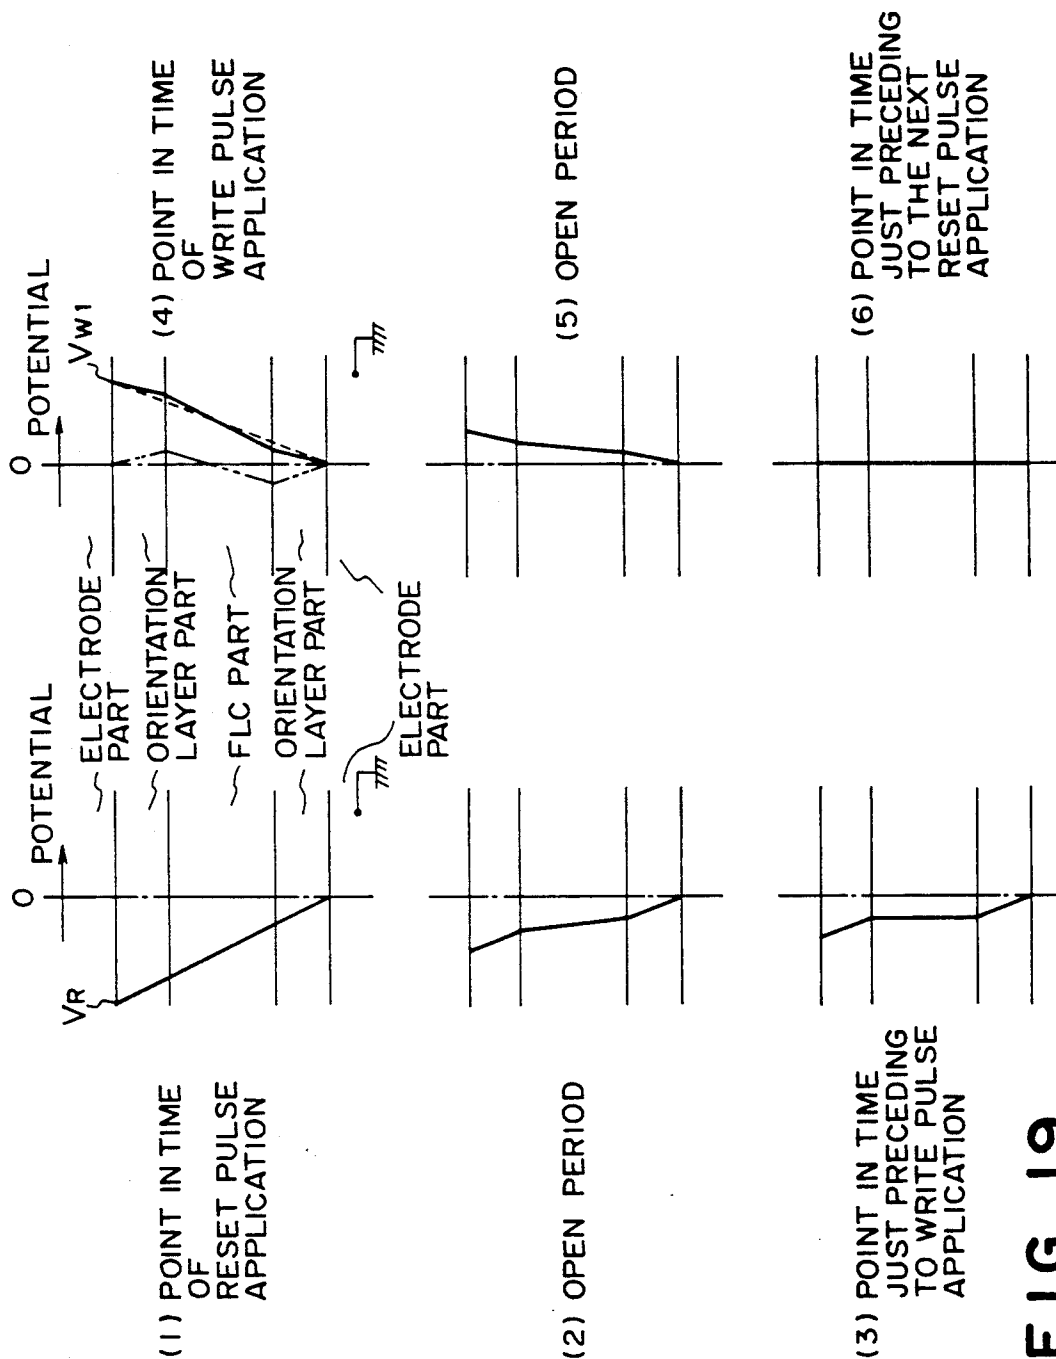 (1) POINT IN TIME
OF
RESET PULSE
APPLICATION
VR
O
POTENTIAL
ELECTRODE
PART
ORIENTATION
LAYER PART
FLC PART
ORIENTATION
LAYER PART
ELECTRODE
PART
O
POTENTIAL
VW1
(4) POINT IN TIME
OF
WRITE PULSE
APPLICATION
(2) OPEN PERIOD
(5) OPEN PERIOD
(3) POINT IN TIME
JUST PRECEDING
TO WRITE PULSE
APPLICATION
(6) POINT IN TIME
JUST PRECEDING
TO THE NEXT
RESET PULSE
APPLICATION
FIG. 19